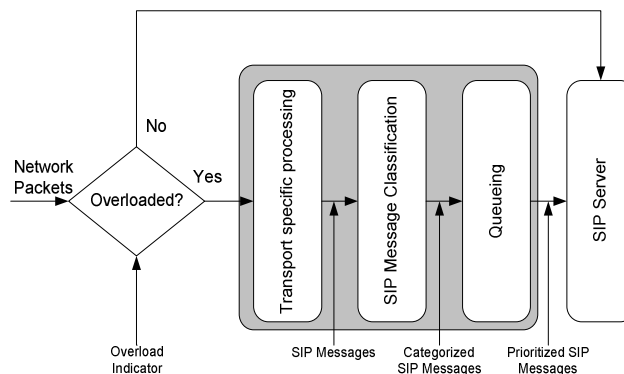 No
Network
Packets
Overloaded?
Yes
Transport specific processing
SIP Message Classification
Queueing
SIP Server
Overload
Indicator
SIP Messages
Categorized
SIP Messages
Prioritized SIP
Messages